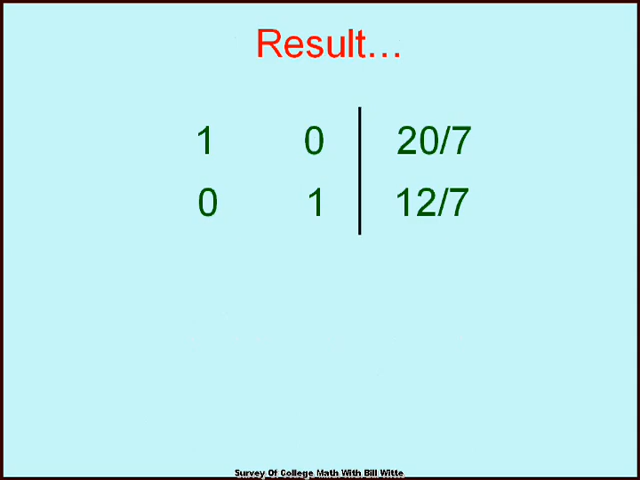 Result…
1 0 20/7
0 1 12/7
Survey Of College Math With Bill Witte